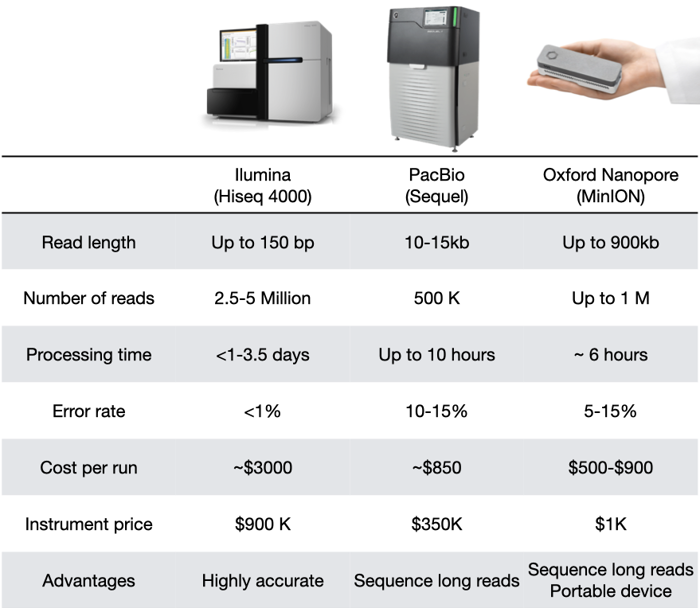 Ilumina
(Hiseq 4000)
PacBio
(Sequel)
Oxford Nanopore
(MinION)
Read length Up to 150 bp 10-15kb Up to 900kb
Number of reads 2.5-5 Million 500 K Up to 1 M
Processing time <1-3.5 days Up to 10 hours ~ 6 hours
Error rate <1% 10-15% 5-15%
Cost per run ~$3000 ~$850 $500-$900
Instrument price $900 K $350K $1K
Advantages Highly accurate Sequence long reads Sequence long reads
Portable device